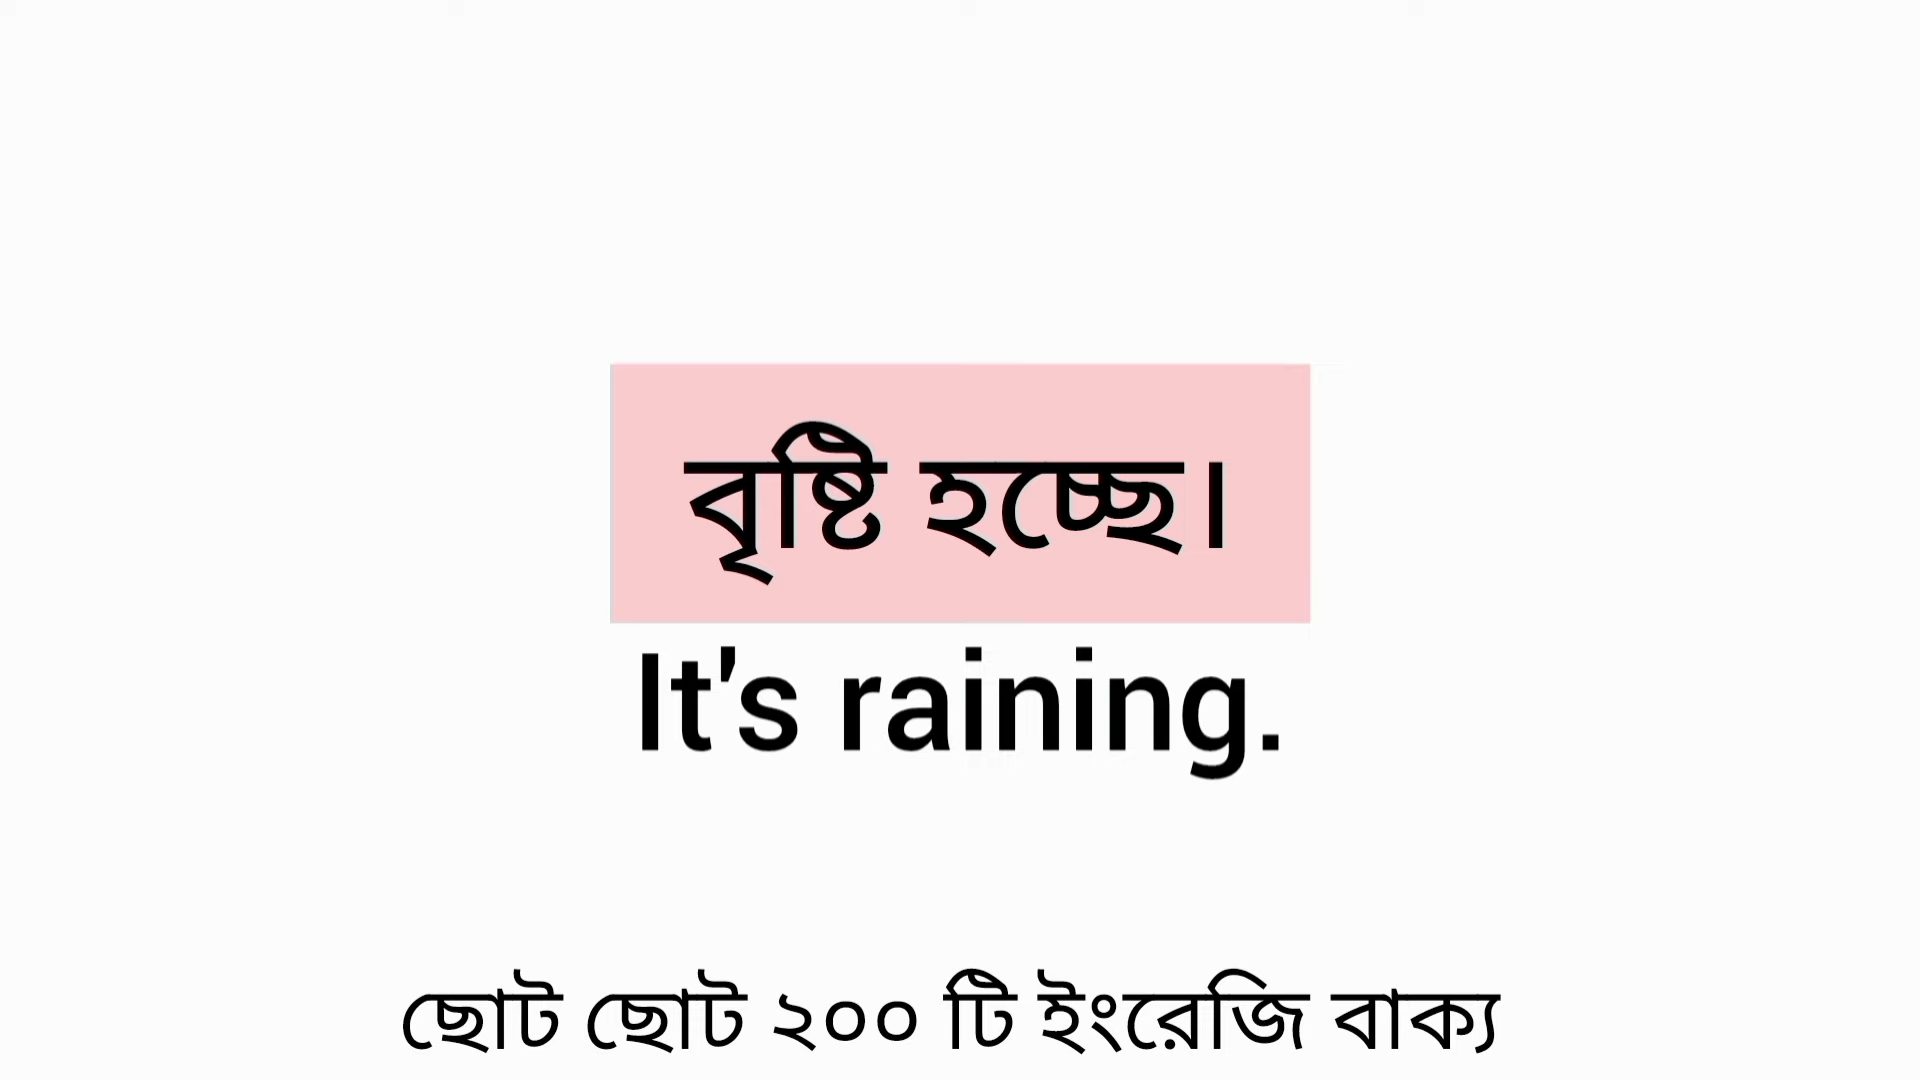 বৃষ্টি হচ্ছে।
It's raining.
ছোট ছোট ২০০ টি ইংরেজি বাক্য